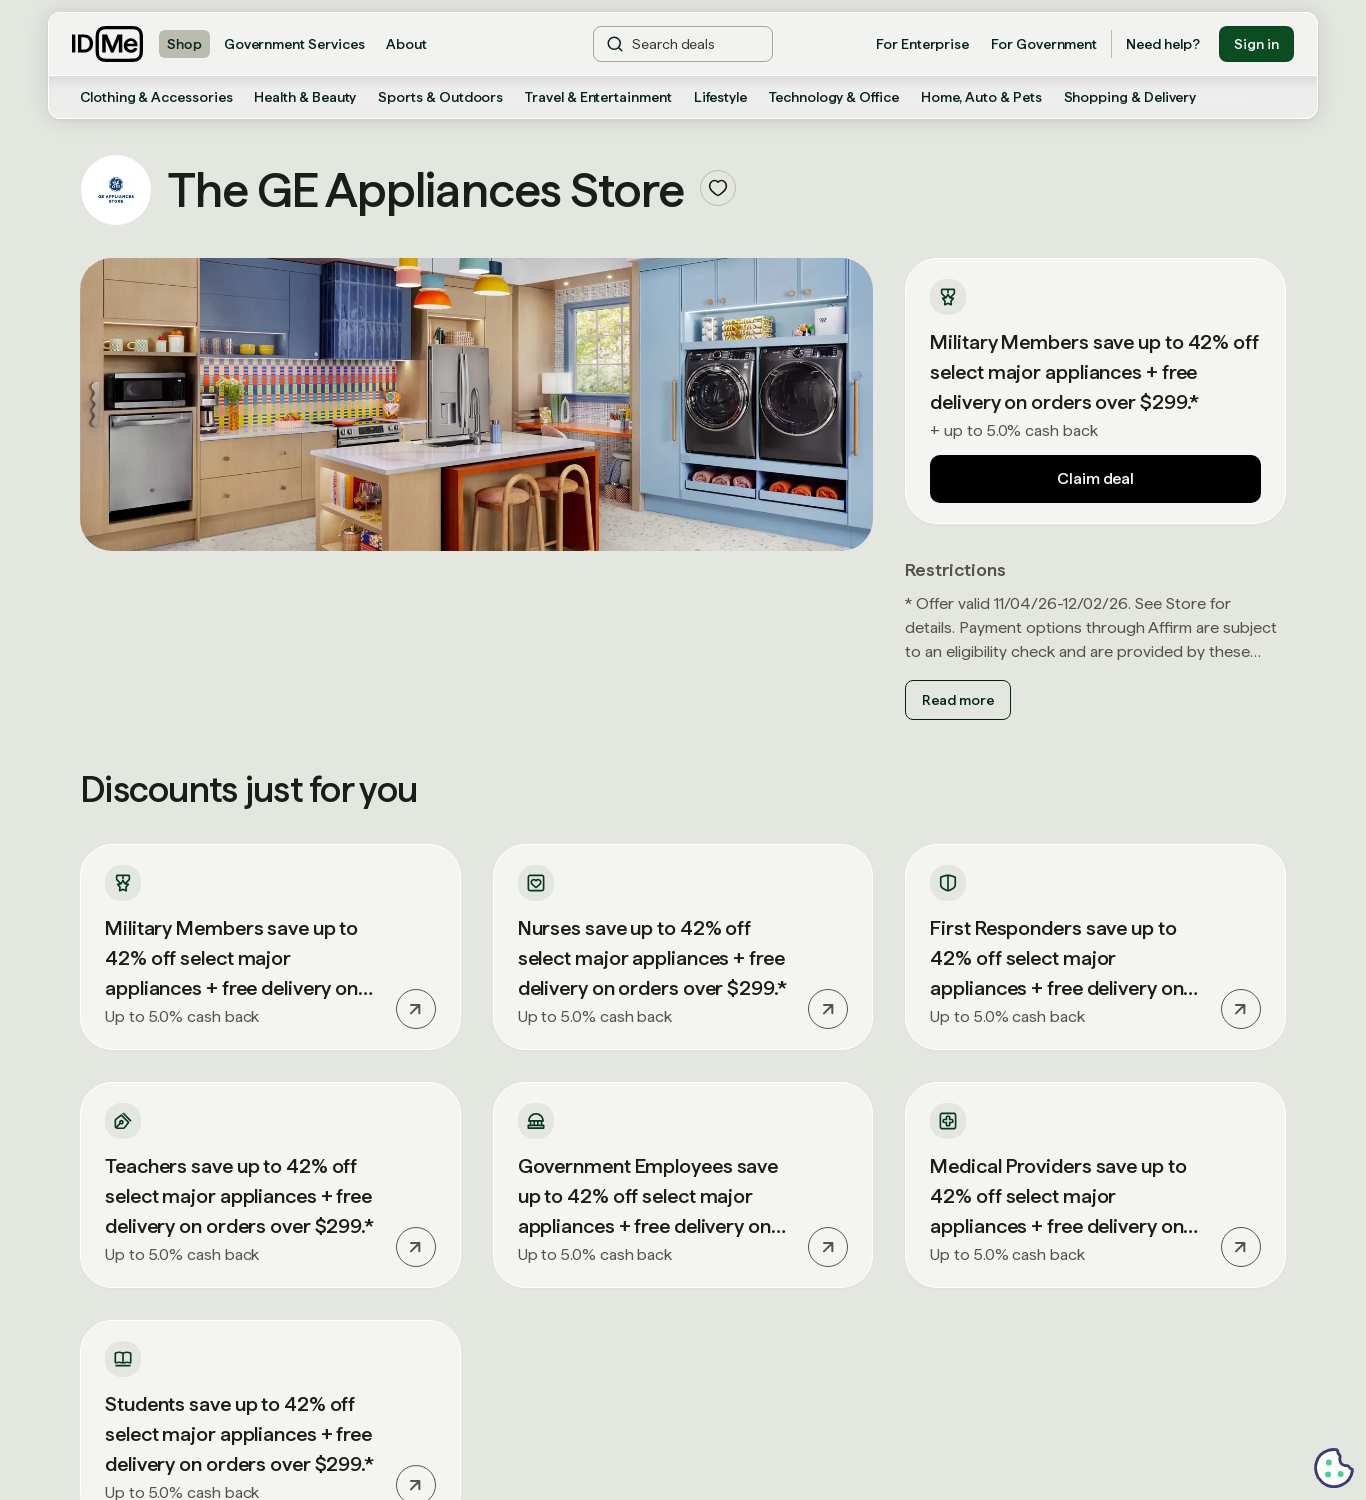 ID Me
Shop
Government Services
About
Search deals
For Enterprise
For Government
Need help?
Sign in
Clothing & Accessories
Health & Beauty
Sports & Outdoors
Travel & Entertainment
Lifestyle
Technology & Office
Home, Auto & Pets
Shopping & Delivery
GE APPLIANCES
STORE
The GE Appliances Store
Military Members save up to 42% off
select major appliances + free
delivery on orders over $299.*
+ up to 5.0% cash back
Claim deal
Restrictions
* Offer valid 11/04/26-12/02/26. See Store for
details. Payment options through Affirm are subject
to an eligibility check and are provided by these...
Read more
Discounts just for you
Military Members save up to
42% off select major
appliances + free delivery on...
Up to 5.0% cash back
Nurses save up to 42% off
select major appliances + free
delivery on orders over $299.*
Up to 5.0% cash back
First Responders save up to
42% off select major
appliances + free delivery on...
Up to 5.0% cash back
Teachers save up to 42% off
select major appliances + free
delivery on orders over $299.*
Up to 5.0% cash back
Government Employees save
up to 42% off select major
appliances + free delivery on...
Up to 5.0% cash back
Medical Providers save up to
42% off select major
appliances + free delivery on...
Up to 5.0% cash back
Students save up to 42% off
select major appliances + free
delivery on orders over $299.*
Up to 5.0% cash back